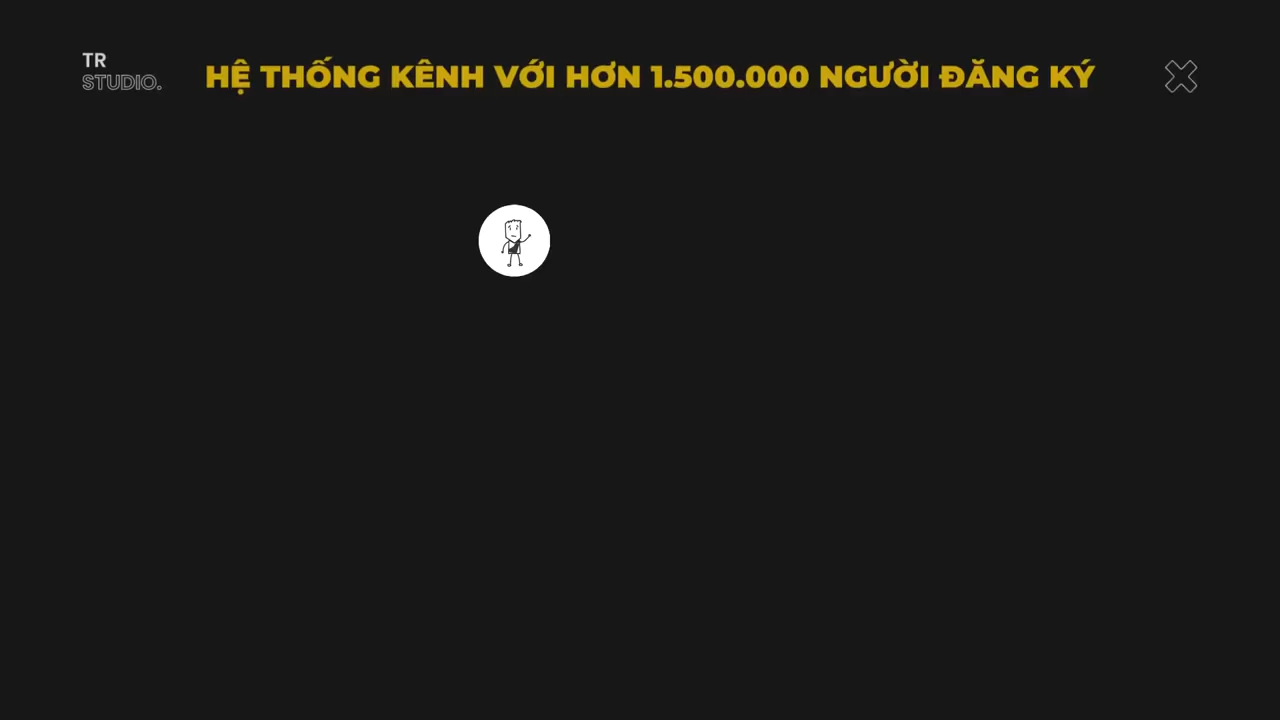 TR
STUDIO.
HỆ THỐNG KÊNH VỚI HƠN 1.500.000 NGƯỜI ĐĂNG KÝ